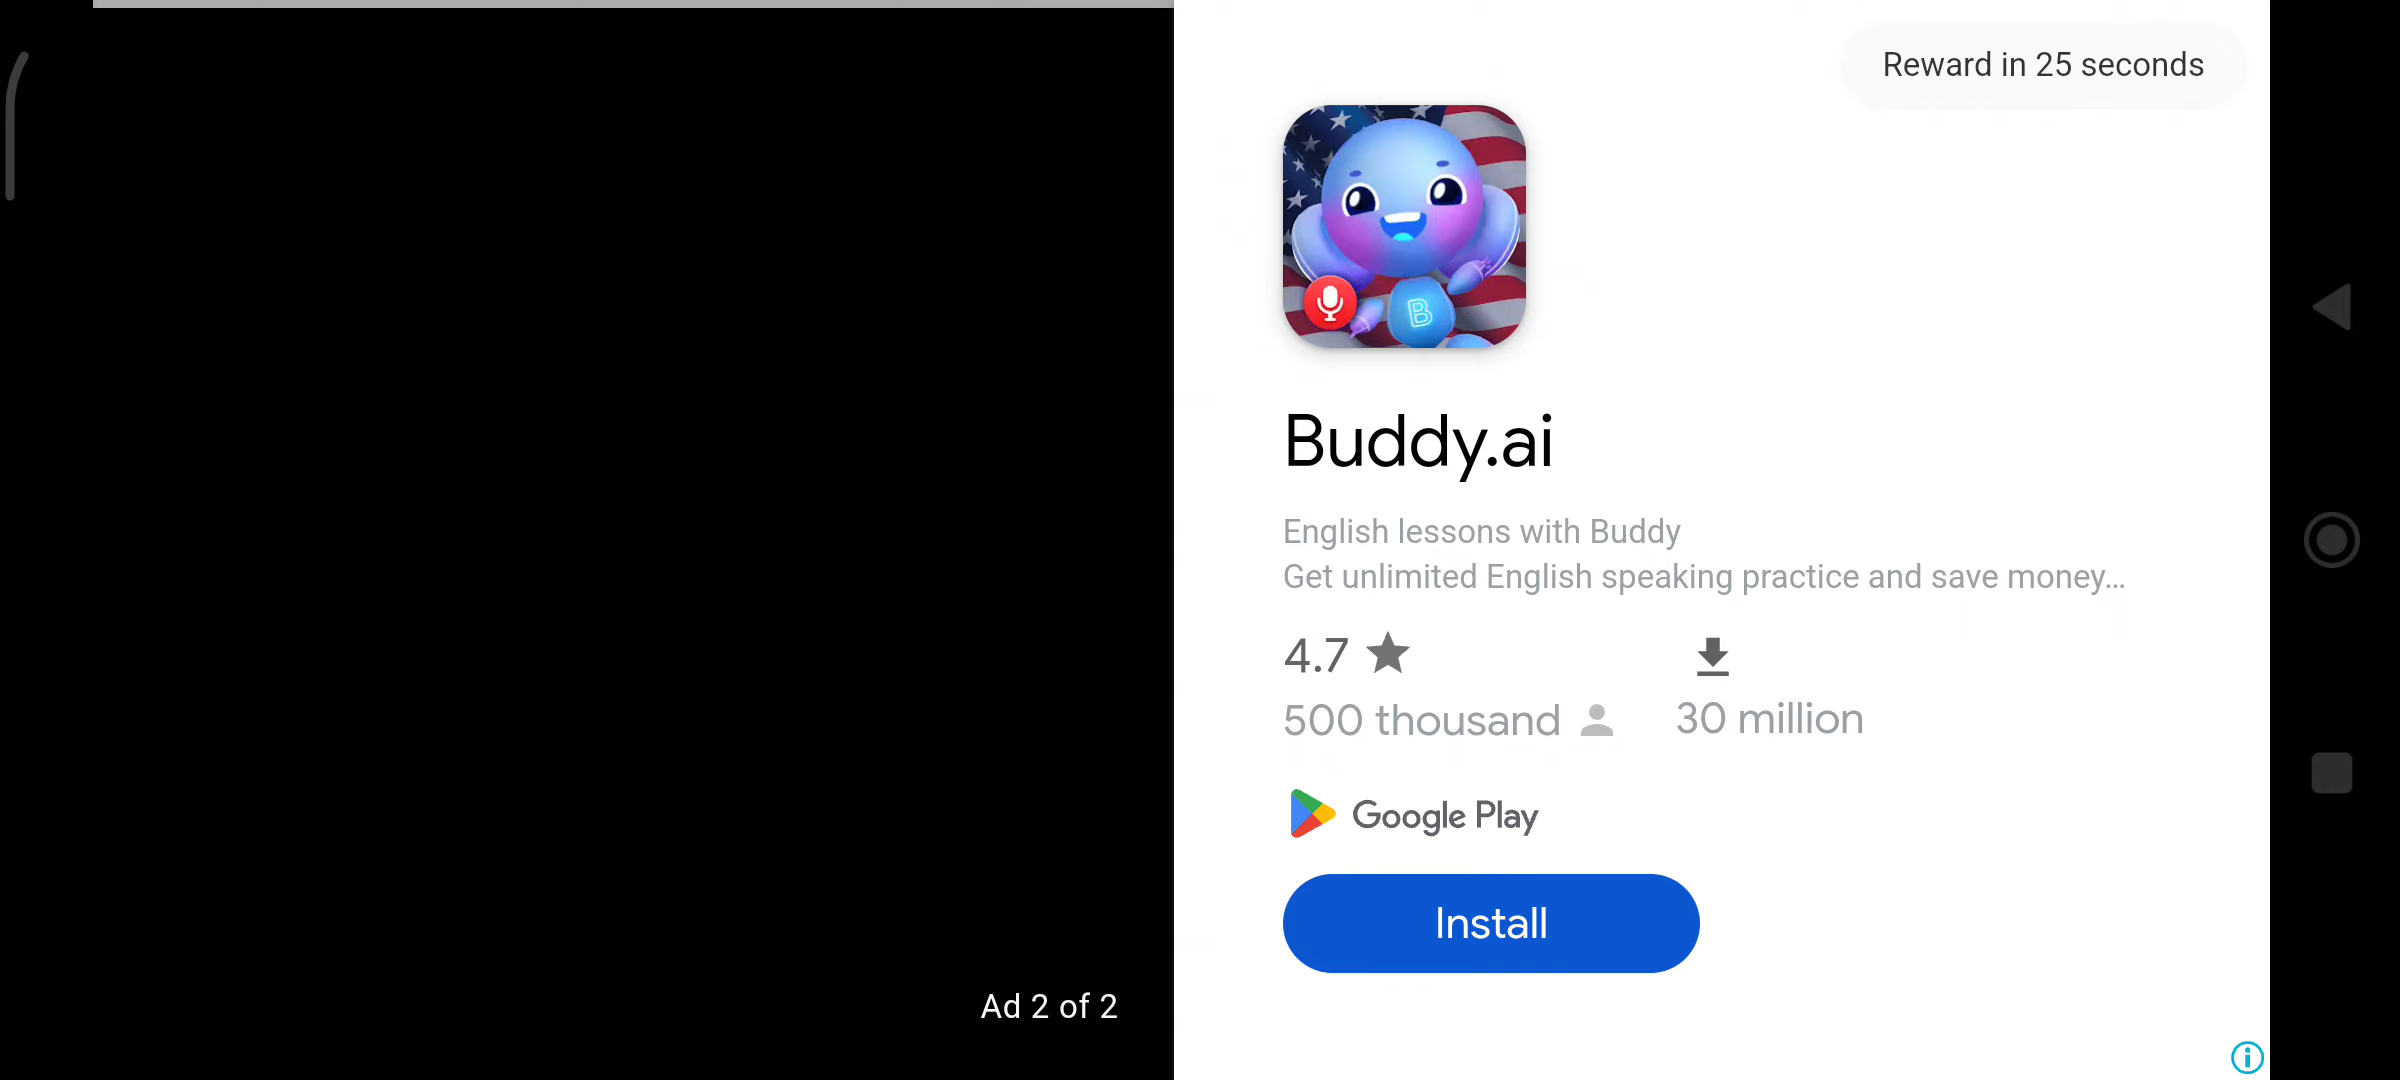 Reward in 25 seconds
B
Buddy.ai
English lessons with Buddy
Get unlimited English speaking practice and save money...
4.7
500 thousand
30 million
Google Play
Install
Ad 2 of 2